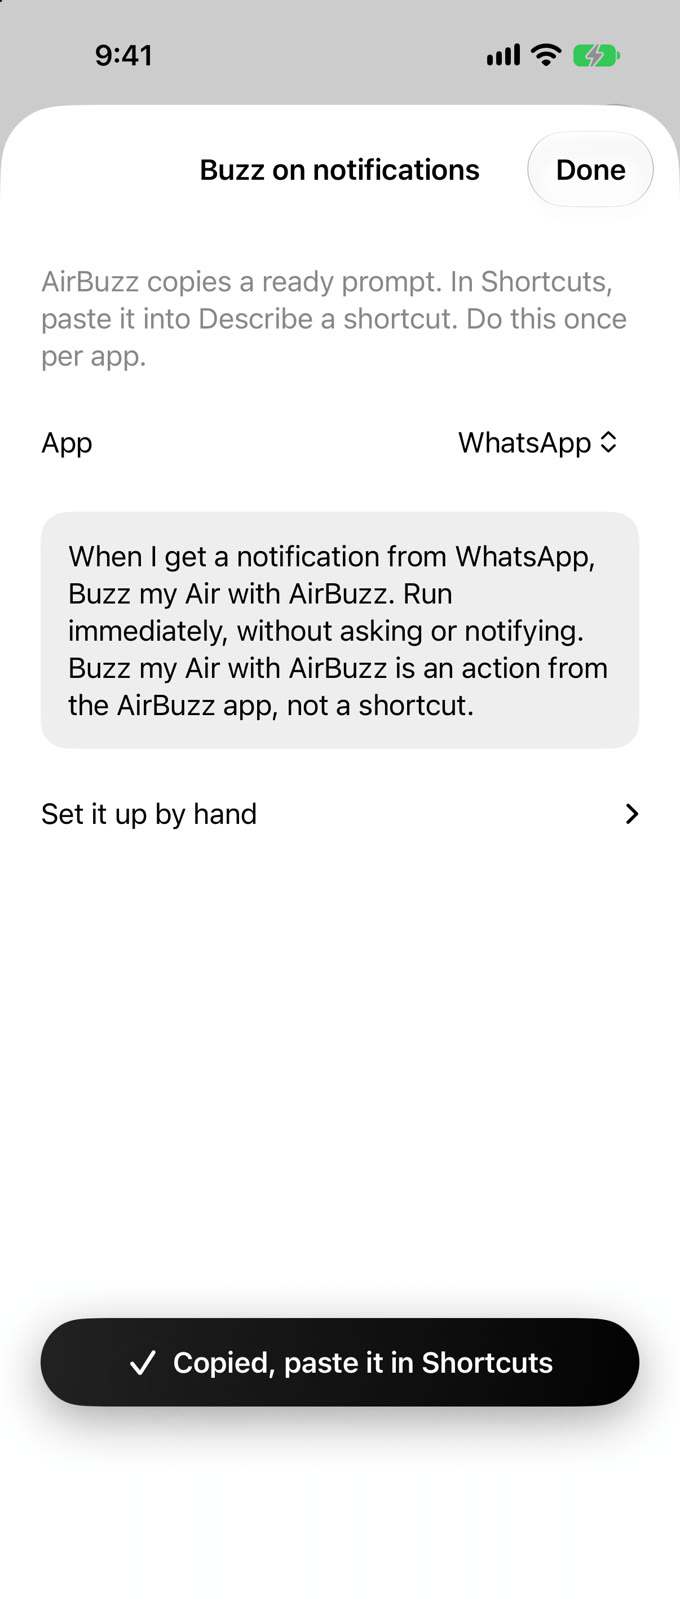 9:41
Buzz on notifications
Done
AirBuzz copies a ready prompt. In Shortcuts,
paste it into Describe a shortcut. Do this once
per app.
App
WhatsApp
When I get a notification from WhatsApp,
Buzz my Air with AirBuzz. Run
immediately, without asking or notifying.
Buzz my Air with AirBuzz is an action from
the AirBuzz app, not a shortcut.
Set it up by hand
Copied, paste it in Shortcuts